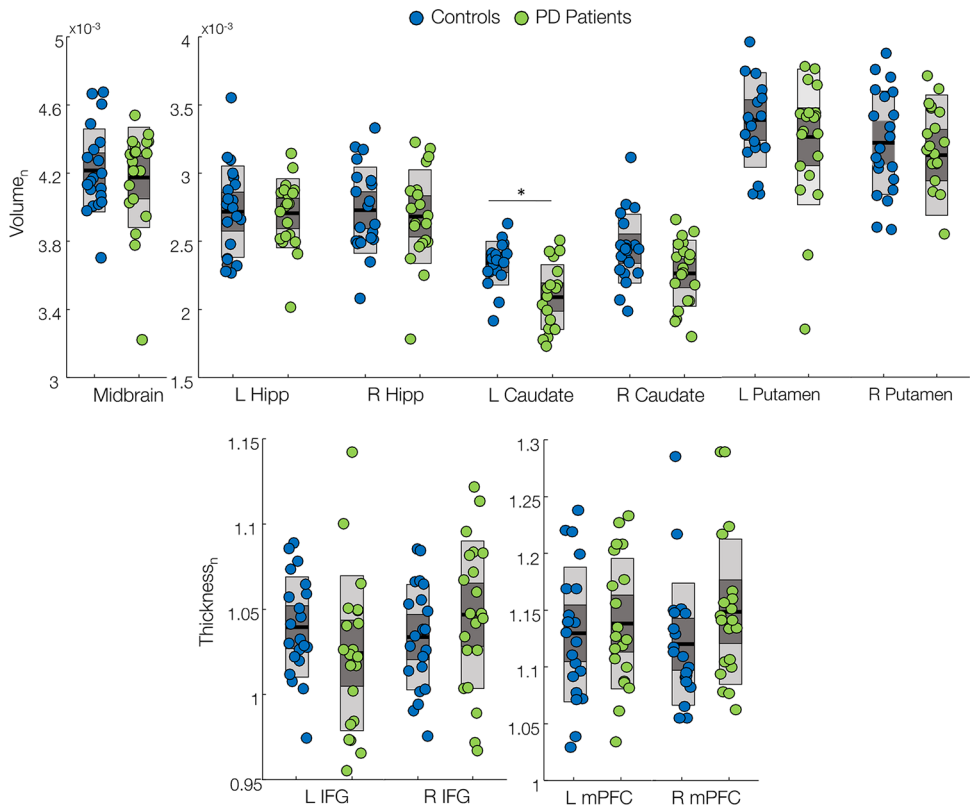 Controls PD Patients
x10-3
x10-3
5
4.6
4.2
3.8
3.4
3
Volumen
4
3.5
3
2.5
2
1.5
*
Midbrain
L Hipp
R Hipp
L Caudate
R Caudate
L Putamen
R Putamen
1.15
1.1
1.05
1
0.95
Thicknessn
L IFG
R IFG
1.3
1.25
1.2
1.15
1.1
1.05
1
L mPFC
R mPFC